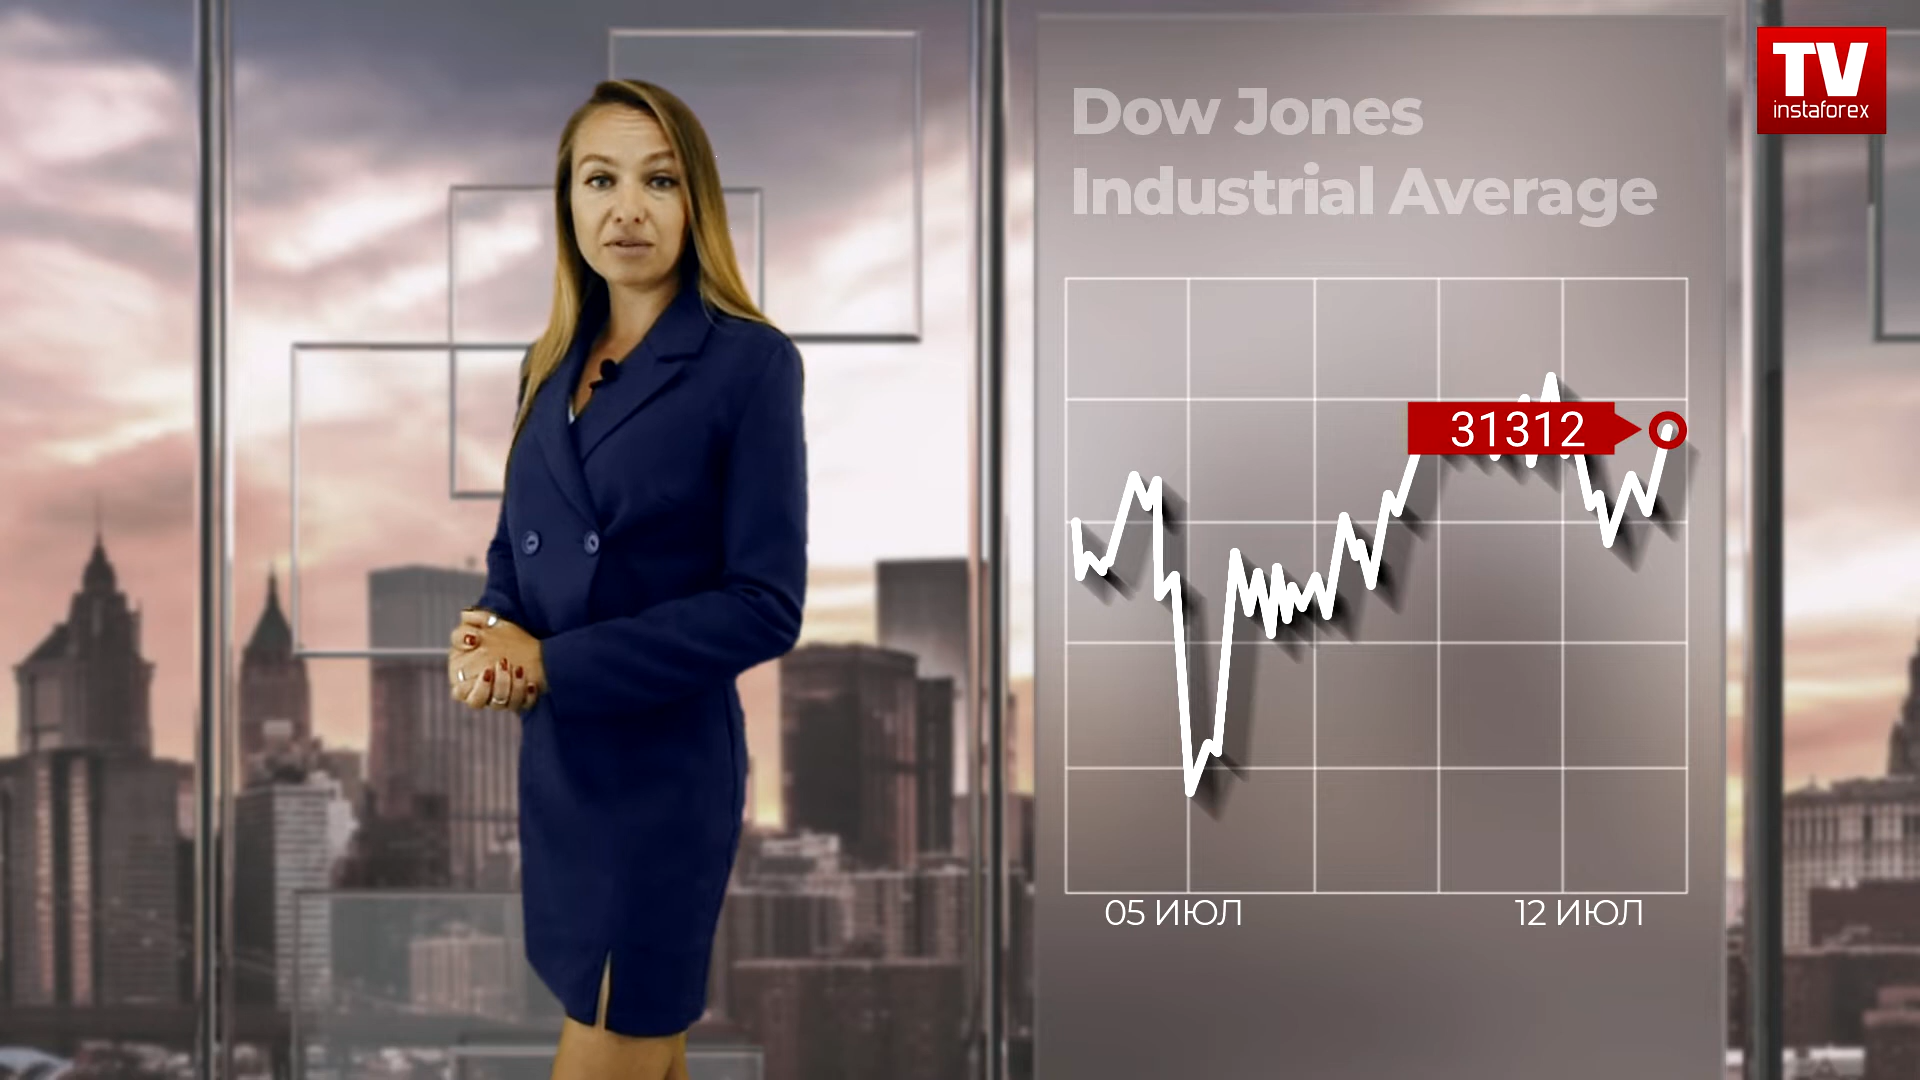 Dow Jones
Industrial Average
TV
instaforex
31312
05 ИЮЛ
12 ИЮЛ